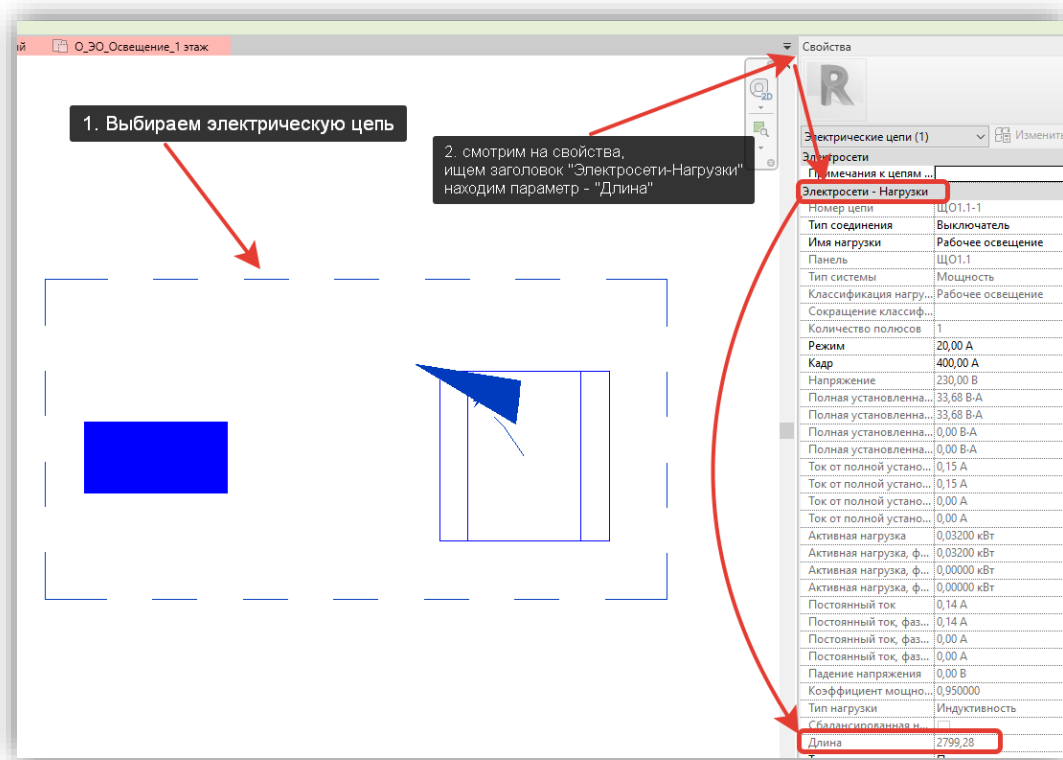 ий
О_ЭО_Освещение_1 этаж
Свойства
R
2D
1. Выбираем электрическую цепь
2. смотрим на свойства,
ищем заголовок "Электросети-Нагрузки"
находим параметр - "Длина"
Электрические цепи (1)
Изменить
Электросети
Примечания к цепям ...
Электросети - Нагрузки
Номер цепи ЩО1.1-1
Тип соединения Выключатель
Имя нагрузки Рабочее освещение
Панель ЩО1.1
Тип системы Мощность
Классификация нагру... Рабочее освещение
Сокращение классиф...
Количество полюсов 1
Режим 20,00 А
Кадр 400,00 А
Напряжение 230,00 В
Полная установленна... 33,68 В·А
Полная установленна... 33,68 В·А
Полная установленна... 0,00 В·А
Полная установленна... 0,00 В·А
Ток от полной устано... 0,15 А
Ток от полной устано... 0,15 А
Ток от полной устано... 0,00 А
Ток от полной устано... 0,00 А
Активная нагрузка 0,03200 кВт
Активная нагрузка, ф... 0,03200 кВт
Активная нагрузка, ф... 0,00000 кВт
Активная нагрузка, ф... 0,00000 кВт
Постоянный ток 0,14 А
Постоянный ток, фаз... 0,14 А
Постоянный ток, фаз... 0,00 А
Постоянный ток, фаз... 0,00 А
Падение напряжения 0,00 В
Коэффициент мощно... 0,950000
Тип нагрузки Индуктивность
Сбалансированная н...
Длина 2799,28